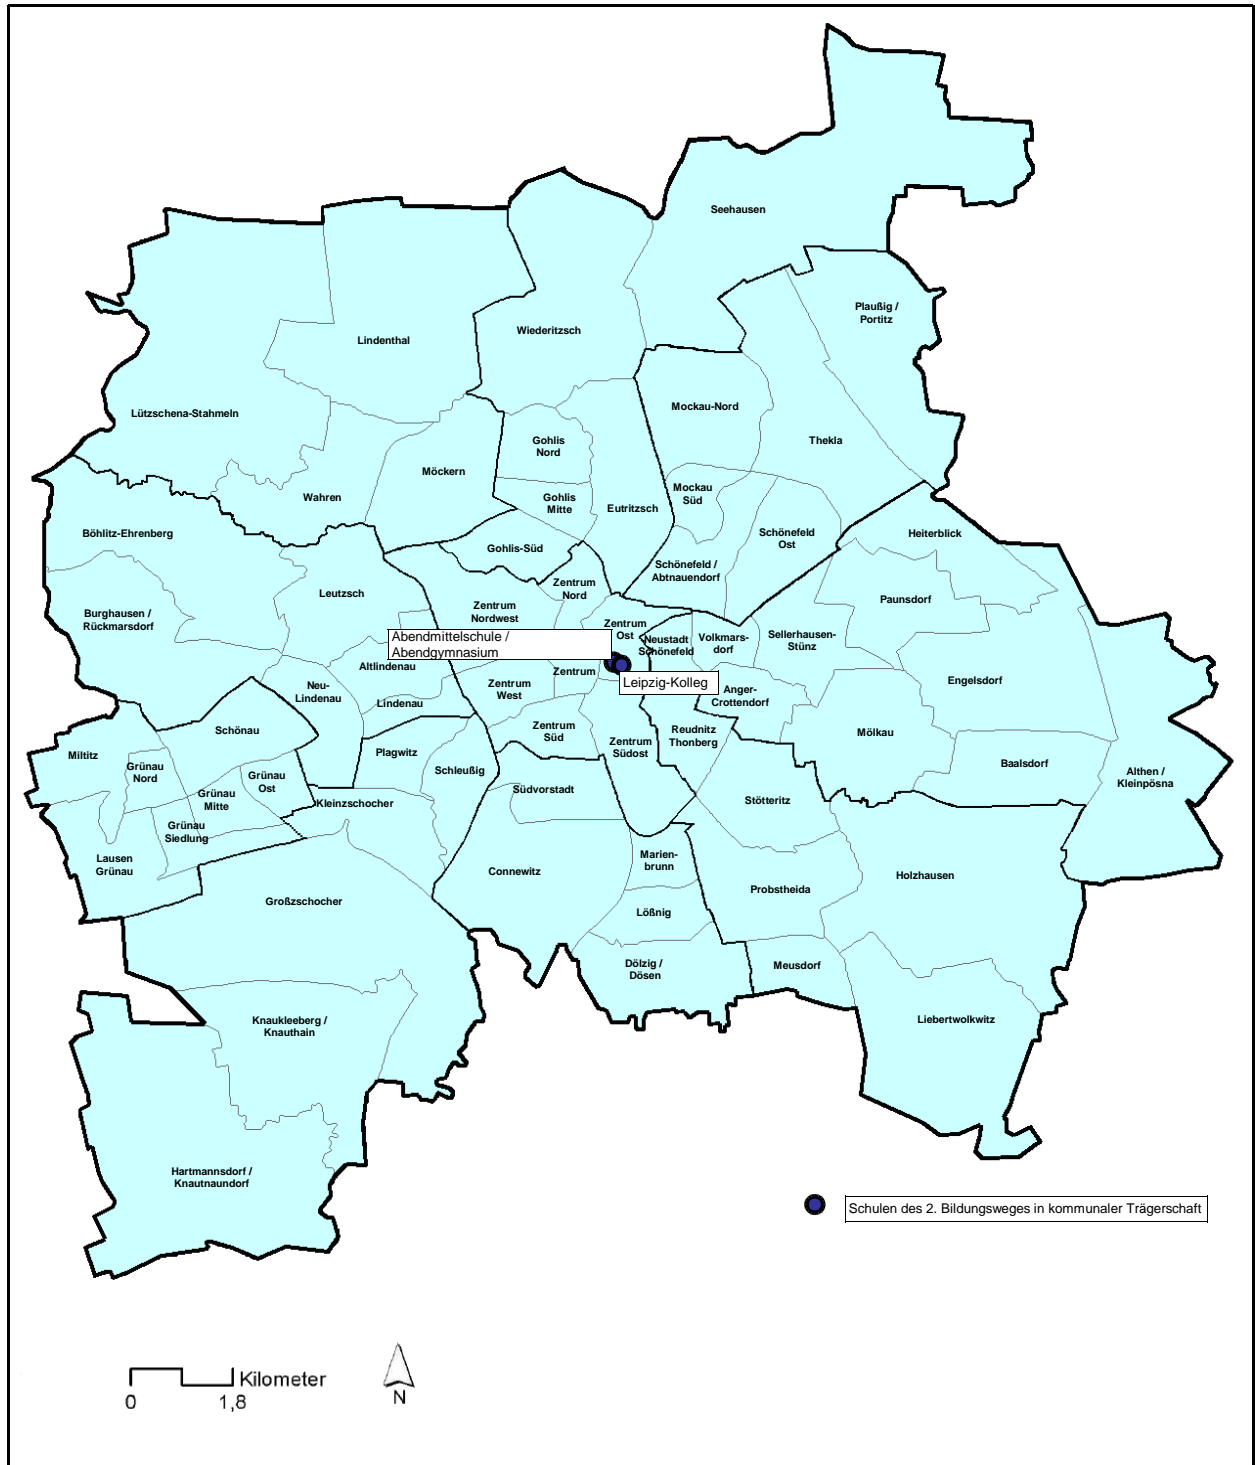 Seehausen
Plaußig /
Portitz
Wiederitzsch
Lindenthal
Lützschena-Stahmeln
Mockau-Nord
Thekla
Gohlis
Nord
Möckern
Wahren
Mockau
Süd
Gohlis
Mitte
Eutritzsch
Böhlitz-Ehrenberg
Schönefeld
Ost
Heiterblick
Gohlis-Süd
Schönefeld /
Abtnauendorf
Zentrum
Nord
Leutzsch
Paunsdorf
Burghausen /
Rückmarsdorf
Zentrum
Nordwest
Zentrum
Ost
Neustadt
Schönefeld
Volkmars-
dorf
Sellerhausen-
Stünz
Abendmittelschule /
Abendgymnasium
Altlindenau
Zentrum
Leipzig-Kolleg
Engelsdorf
Neu-
Lindenau
Lindenau
Zentrum
West
Anger-
Crottendorf
Schönau
Zentrum
Süd
Reudnitz
Thonberg
Mölkau
Zentrum
Südost
Miltitz
Plagwitz
Grünau
Nord
Schleußig
Baalsdorf
Althen /
Kleinpösna
Grünau
Ost
Grünau
Mitte
Südvorstadt
Stötteritz
Kleinzschocher
Grünau
Siedlung
Lausen
Grünau
Marien-
brunn
Connewitz
Probstheida
Holzhausen
Großzschocher
Lößnig
Dölzig /
Dösen
Meusdorf
Knaukleeberg /
Knauthain
Liebertwolkwitz
Hartmannsdorf /
Knautnaundorf
Schulen des 2. Bildungsweges in kommunaler Trägerschaft
Kilometer
0 1,8
N